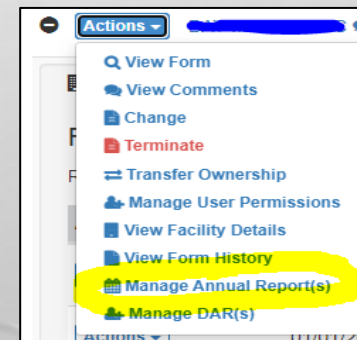 Actions
View Form
View Comments
Change
Terminate
Transfer Ownership
Manage User Permissions
View Facility Details
View Form History
Manage Annual Report(s)
Manage DAR(s)
Actions